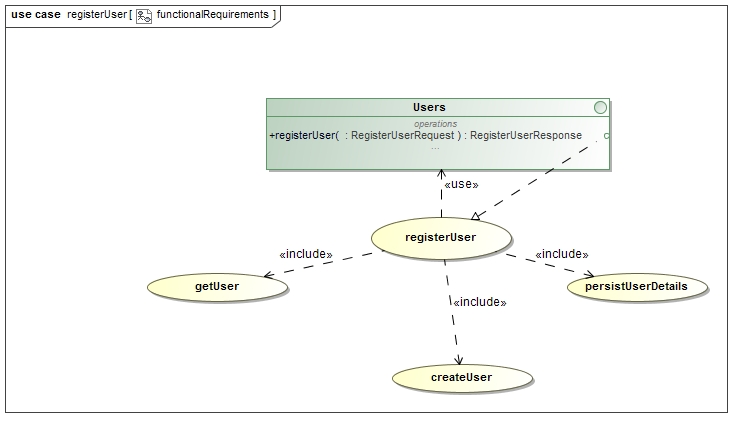 use case registerUser [ functionalRequirements ]
Users
operations
+registerUser( : RegisterUserRequest ) : RegisterUserResponse
...
«use»
registerUser
«include»
«include»
getUser
persistUserDetails
«include»
createUser